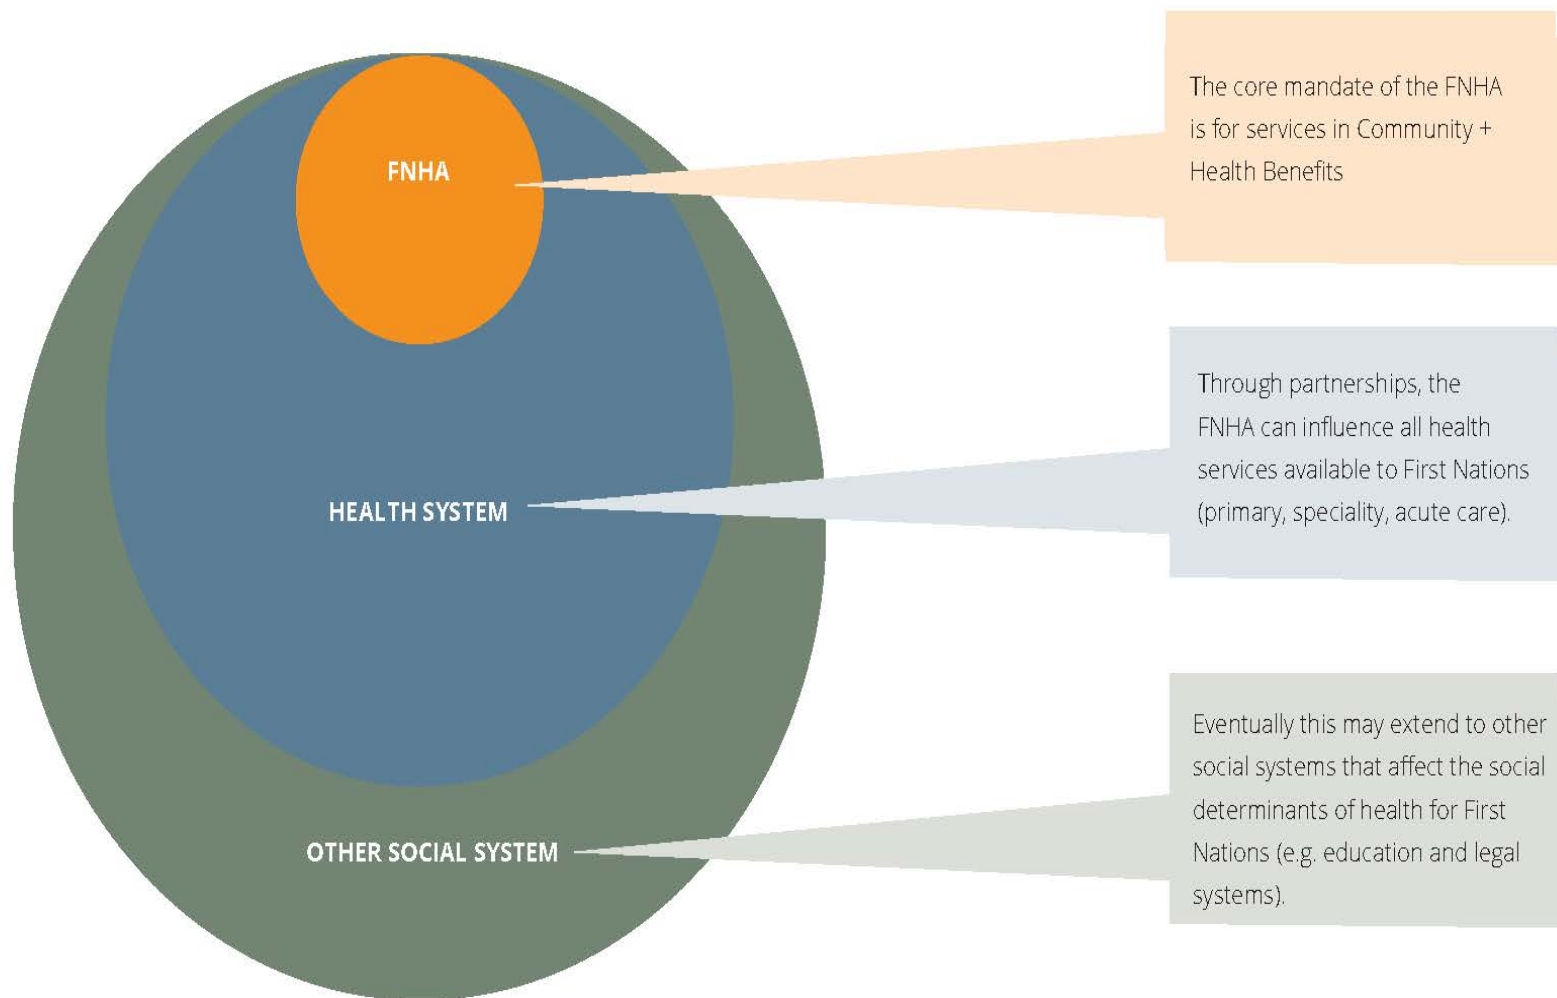 FNHA
The core mandate of the FNHA
is for services in Community +
Health Benefits
HEALTH SYSTEM
Through partnerships, the
FNHA can influence all health
services available to First Nations
(primary, speciality, acute care).
OTHER SOCIAL SYSTEM
Eventually this may extend to other
social systems that affect the social
determinants of health for First
Nations (e.g. education and legal
systems).